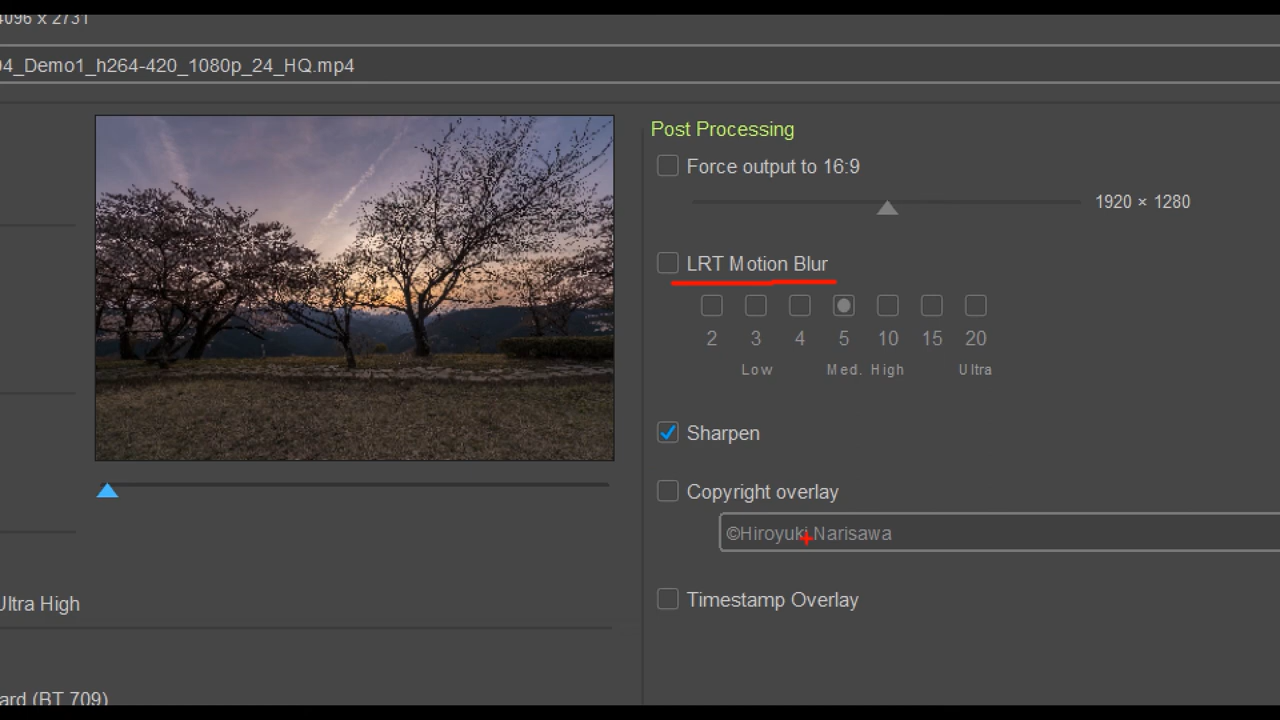 4096 x 2731
04_Demo1_h264-420_1080p_24_HQ.mp4
Post Processing
Force output to 16:9
1920 × 1280
LRT Motion Blur
2 3 4 5 10 15 20
Low Med. High Ultra
Sharpen
Copyright overlay
©Hiroyuki Narisawa
Timestamp Overlay
Ultra High
ard (BT 709)